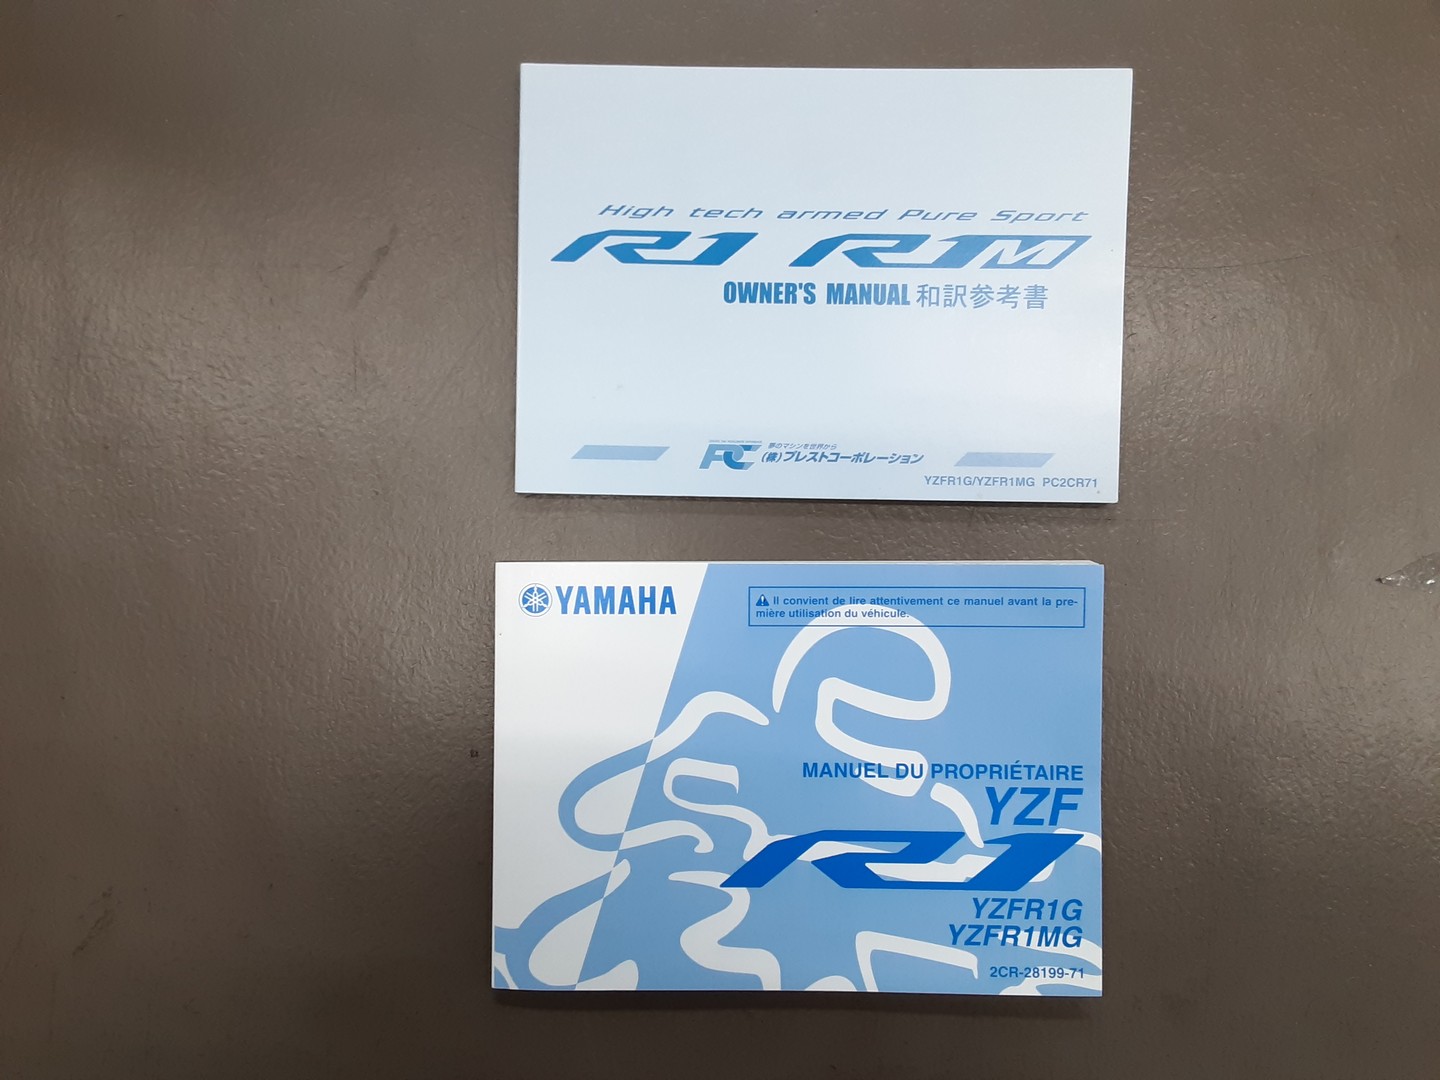 High tech armed Pure Sport
R1 R1M
OWNER'S MANUAL 和訳参考書
夢のマシンを世界から
PC (株)プレストコーポレーション
YZFR1G/YZFR1MG PC2CR71
YAMAHA
Il convient de lire attentivement ce manuel avant la pre-
mière utilisation du véhicule.
MANUEL DU PROPRIÉTAIRE
YZF
R1
YZFR1G
YZFR1MG
2CR-28199-71